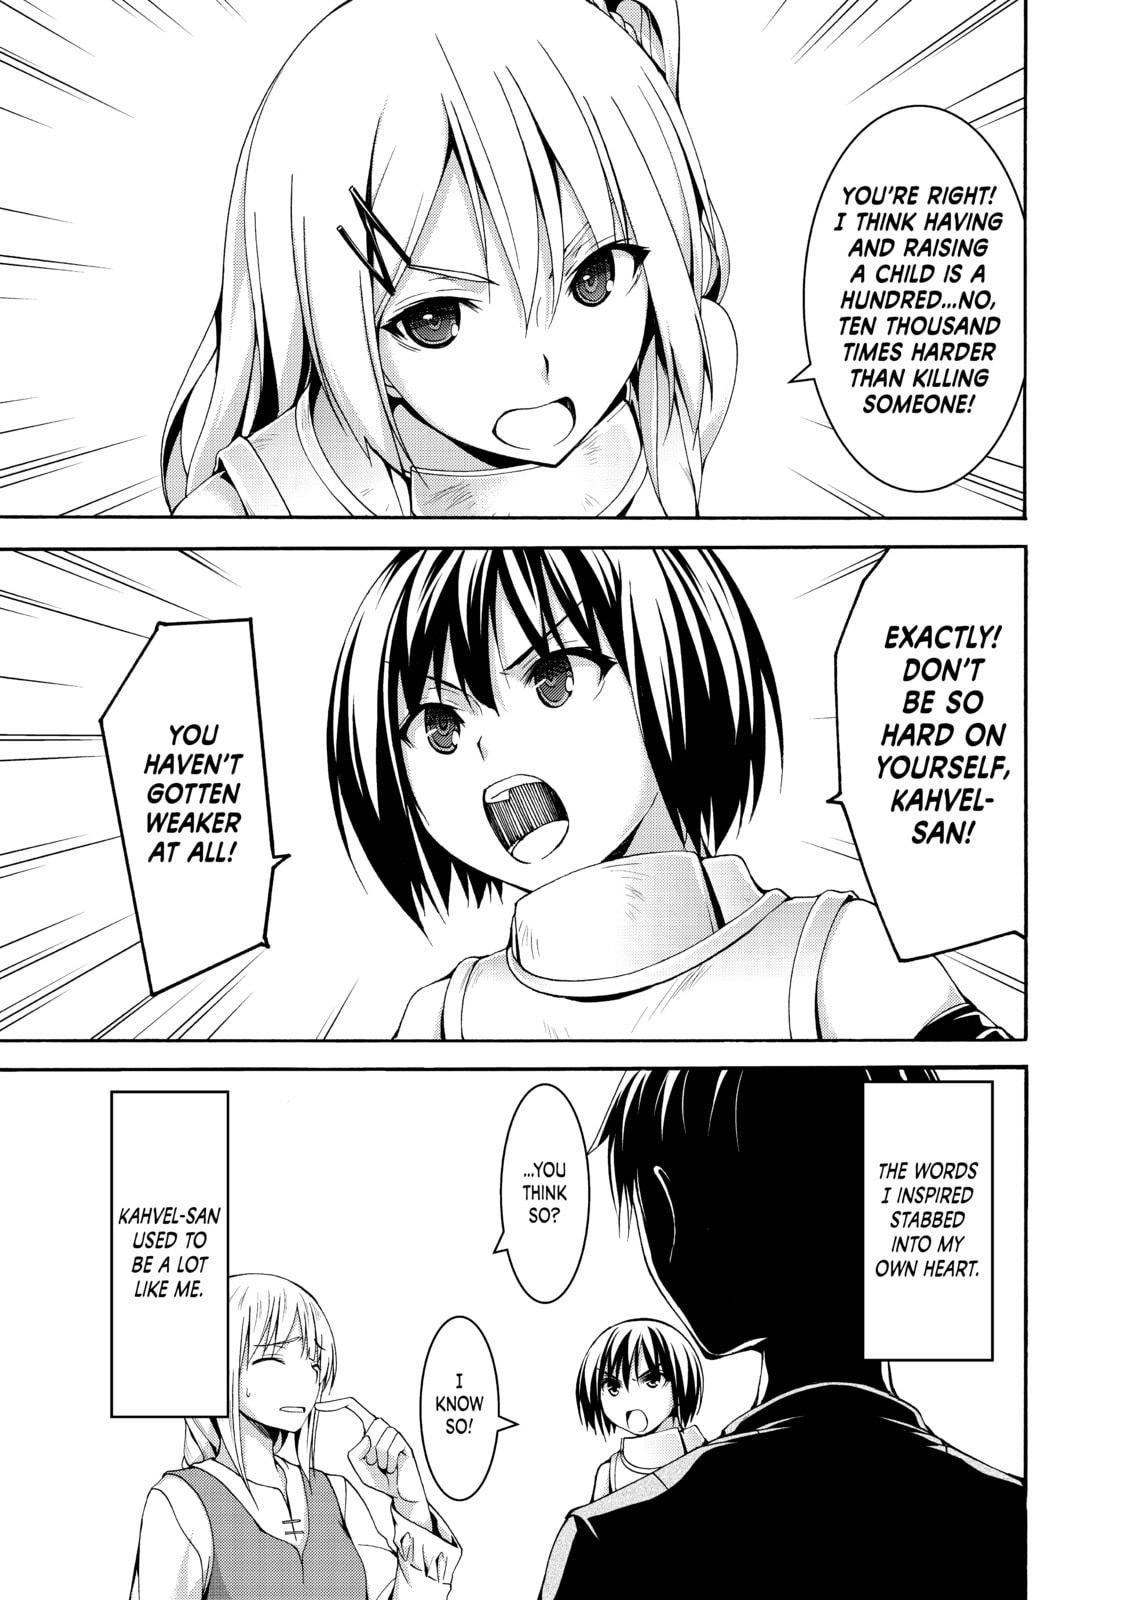 YOU'RE RIGHT!
I THINK HAVING
AND RAISING
A CHILD IS A
HUNDRED...NO,
TEN THOUSAND
TIMES HARDER
THAN KILLING
SOMEONE!
EXACTLY!
DON'T
BE SO
HARD ON
YOURSELF,
KAHVEL-
SAN!
YOU
HAVEN'T
GOTTEN
WEAKER
AT ALL!
THE WORDS
I INSPIRED
STABBED
INTO MY
OWN HEART.
...YOU
THINK
SO?
I
KNOW
SO!
KAHVEL-SAN
USED TO
BE A LOT
LIKE ME.